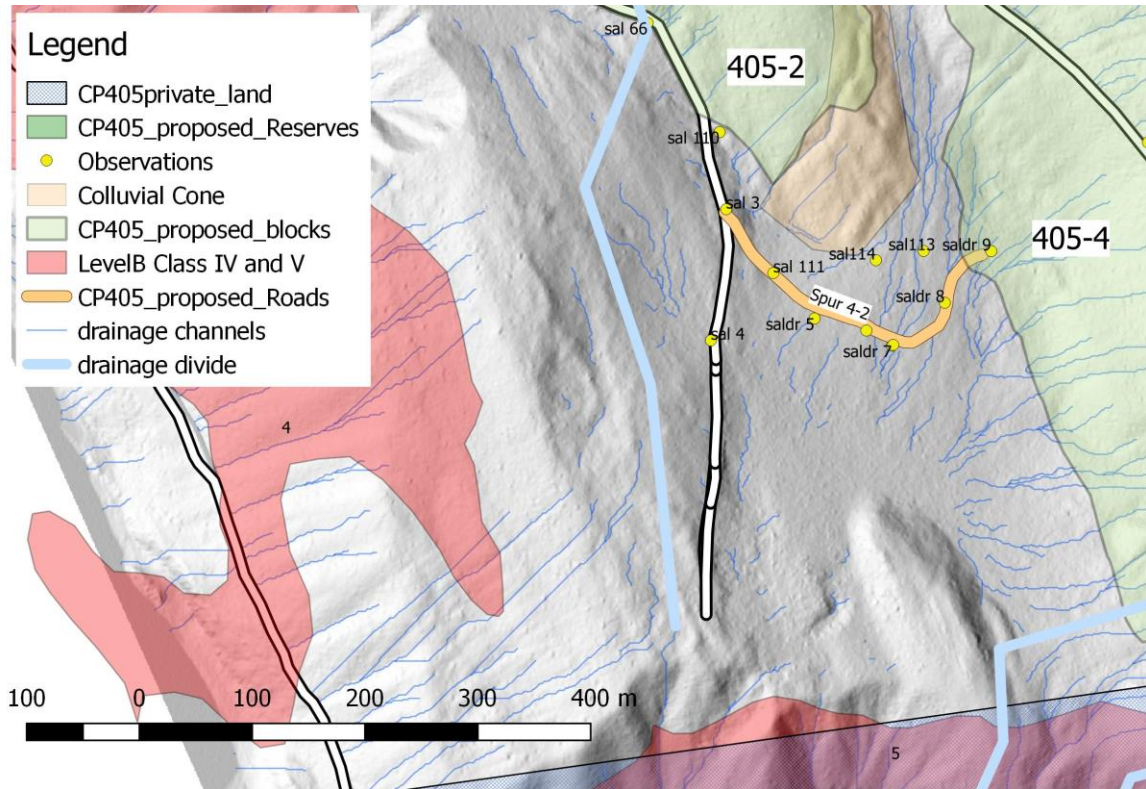 Legend
CP405private_land
CP405_proposed_Reserves
Observations
Colluvial Cone
CP405_proposed_blocks
LevelB Class IV and V
CP405_proposed_Roads
drainage channels
drainage divide
sal 66
405-2
sal 110
sal 3
405-4
sal 111
sal114
sal113
saldr 9
Spur 4-2
saldr 5
saldr 8
saldr 7
sal 4
4
100 0 100 200 300 400 m
5